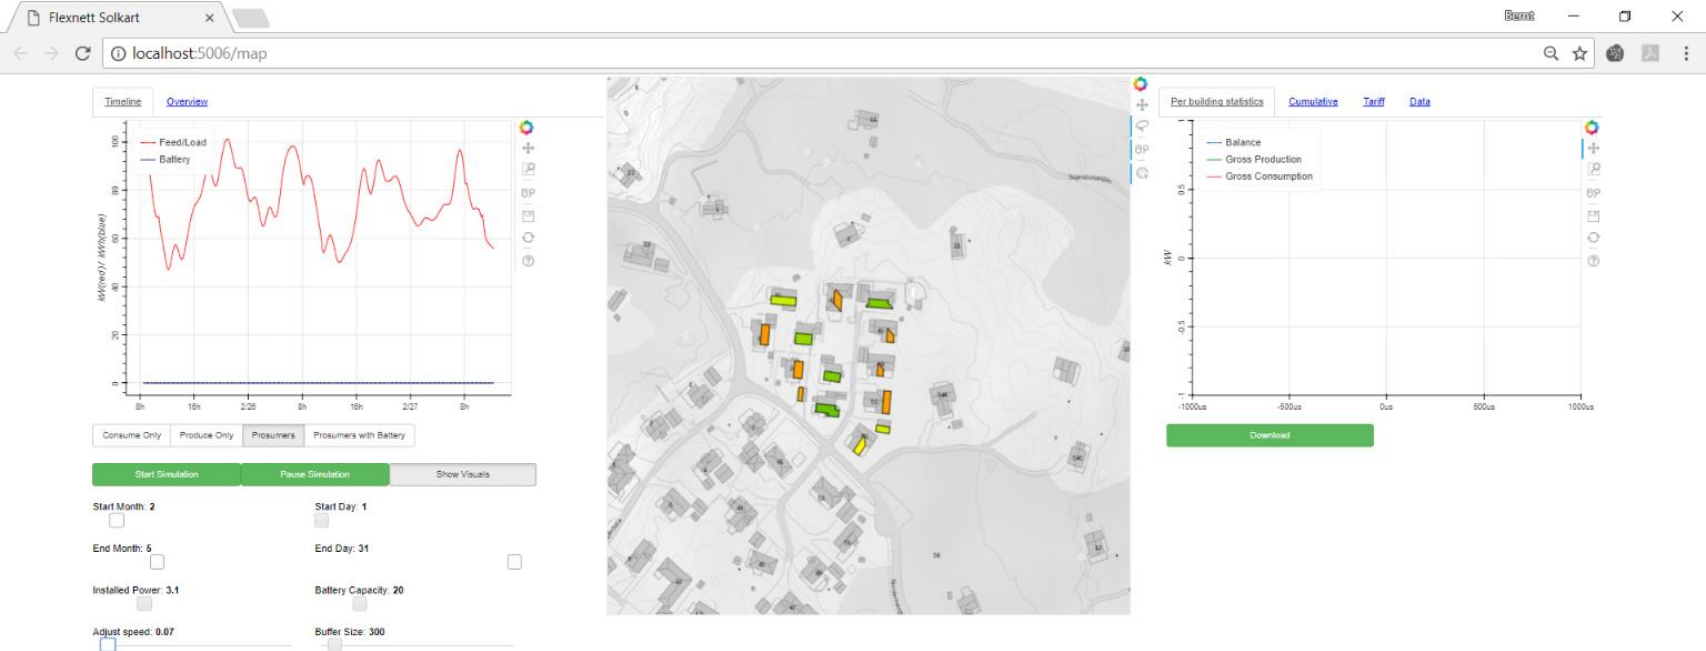 Flexnett Solkart
Bernt
localhost:5006/map
Timeline
Overview
Feed/Load
Battery
kW(red)/ kWh(blue)
100
80
60
40
20
0
8h
16h
2/26
8h
16h
2/27
8h
Consume Only
Produce Only
Prosumers
Prosumers with Battery
Start Simulation
Pause Simulation
Show Visuals
Start Month: 2
Start Day: 1
End Month: 5
End Day: 31
Installed Power: 3.1
Battery Capacity: 20
Adjust speed: 0.07
Buffer Size: 300
Per building statistics
Cumulative
Tariff
Data
Balance
Gross Production
Gross Consumption
kW
1
0.5
0
-0.5
-1
-1000us
-500us
0us
500us
1000us
Download